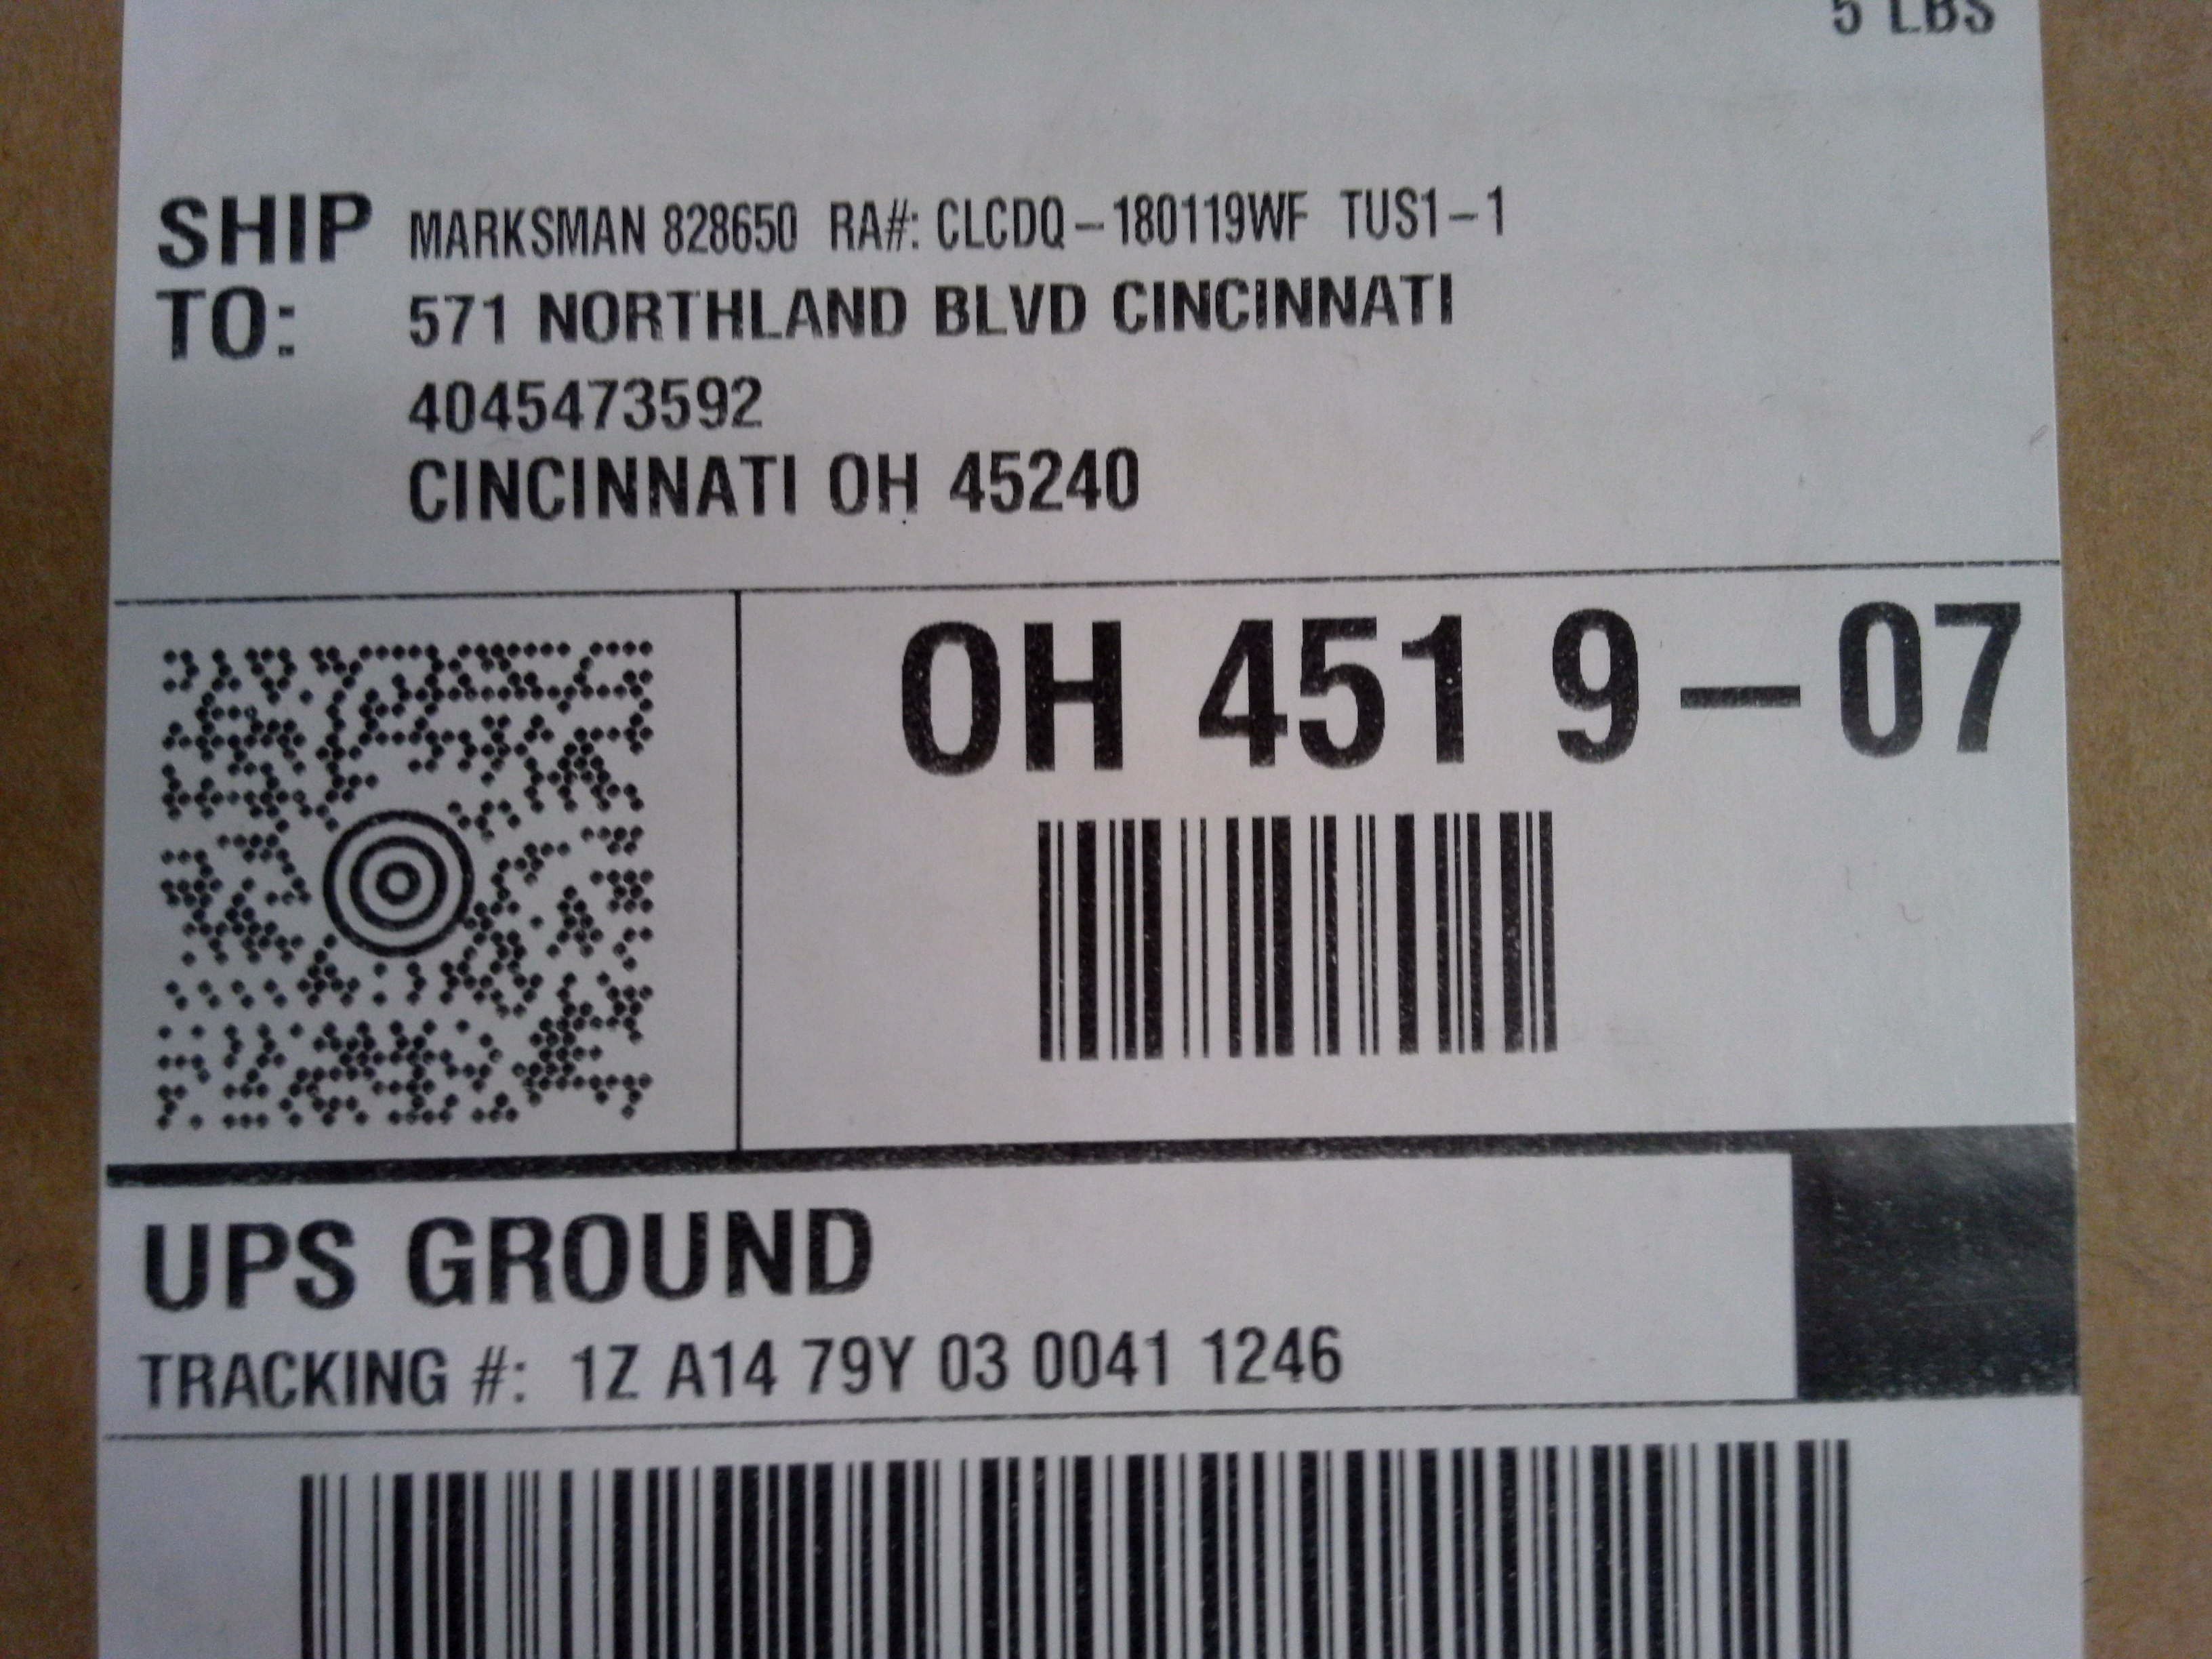 5 LBS
SHIP MARKSMAN 828650 RA#: CLCDQ-180119WF TUS1-1
TO: 571 NORTHLAND BLVD CINCINNATI
4045473592
CINCINNATI OH 45240
OH 451 9-07
UPS GROUND
TRACKING #: 1Z A14 79Y 03 0041 1246